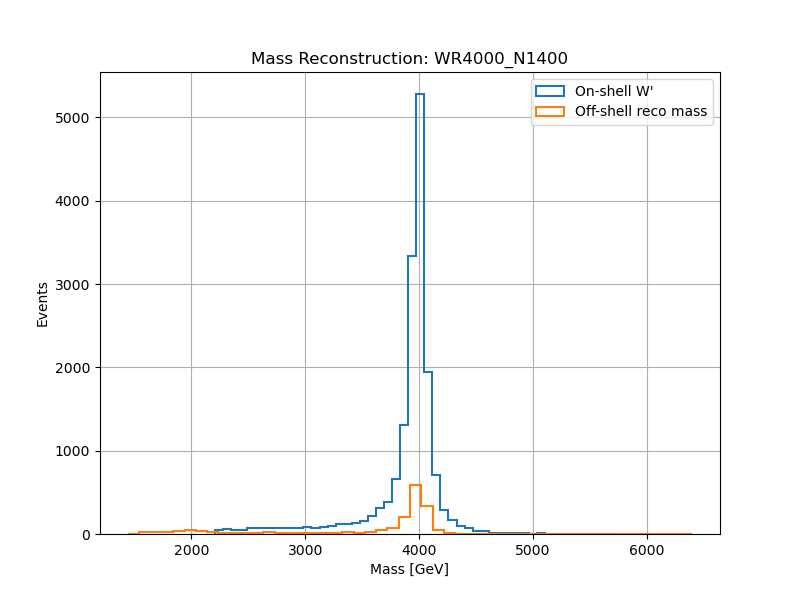 Mass Reconstruction: WR4000_N1400
On-shell W'
Off-shell reco mass
5000
4000
3000
2000
1000
0
Events
2000 3000 4000 5000 6000
Mass [GeV]